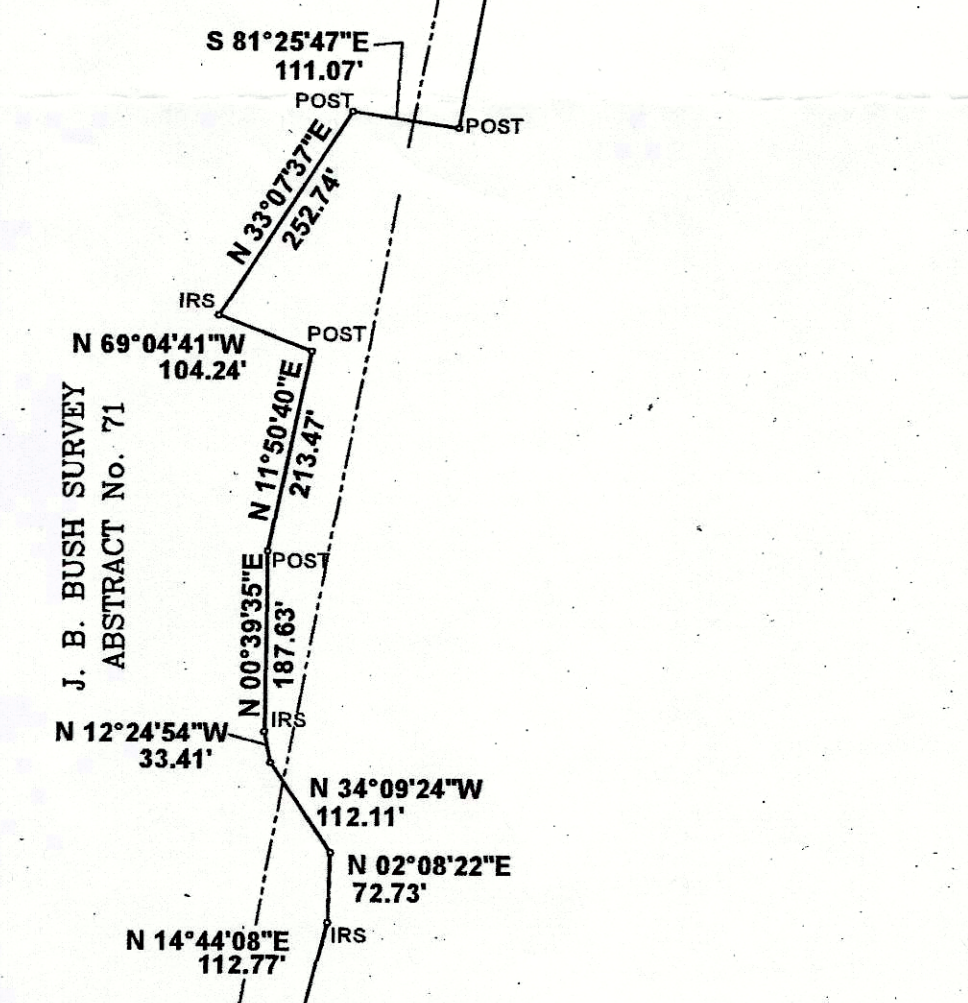 S 81°25'47"E
111.07'
POST
POST
N 33°07'37"E
252.74'
IRS
POST
N 69°04'41"W
104.24'
N 11°50'40"E
213.47'
J. B. BUSH SURVEY
ABSTRACT No. 71
POST
N 00°39'35"E
187.63'
IRS
N 12°24'54"W
33.41'
N 34°09'24"W
112.11'
N 02°08'22"E
72.73'
IRS
N 14°44'08"E
112.77'